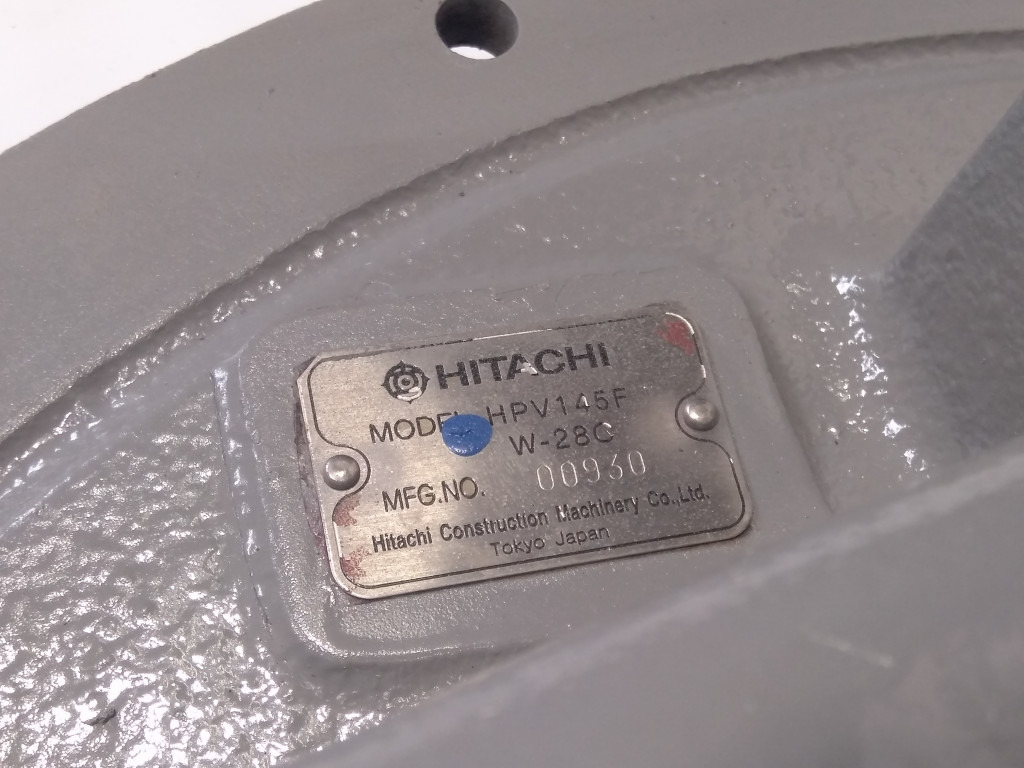 HITACHI
MODEL HPV145F
W-28C
MFG.NO. 00930
Hitachi Construction Machinery Co.,Ltd.
Tokyo Japan